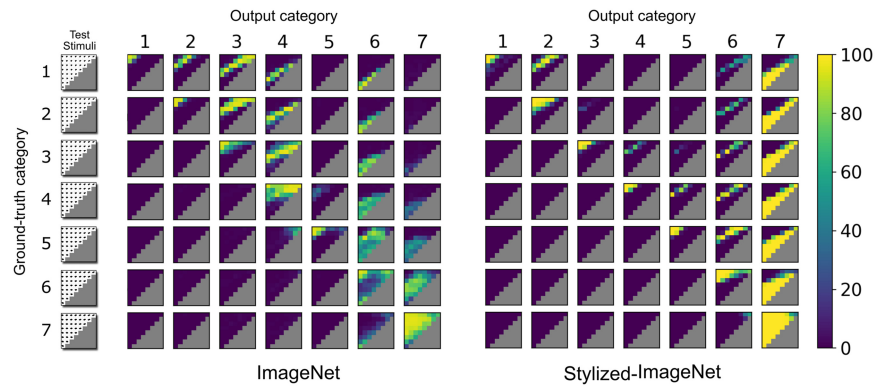 Output category
Output category
Test
Stimuli
1 2 3 4 5 6 7
1 2 3 4 5 6 7
Ground-truth category
1
2
3
4
5
6
7
100
80
60
40
20
0
ImageNet
Stylized-ImageNet